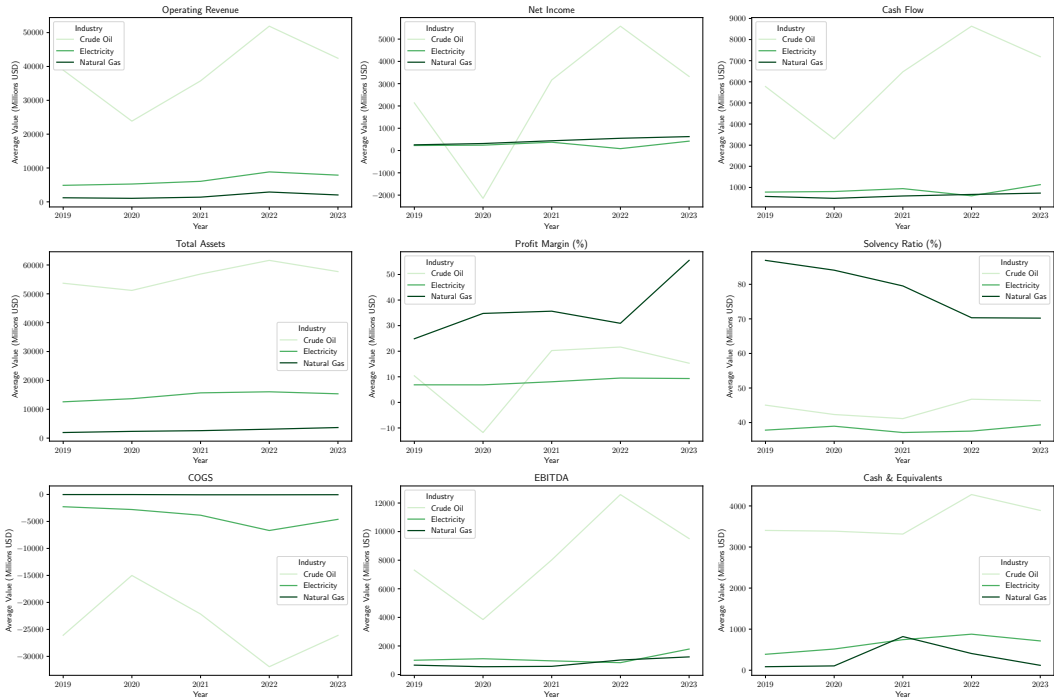 Operating Revenue
Average Value (Millions USD)
50000
40000
30000
20000
10000
0
Industry
Crude Oil
Electricity
Natural Gas
2019 2020 2021 2022 2023
Year
Net Income
Average Value (Millions USD)
5000
4000
3000
2000
1000
0
−1000
−2000
Industry
Crude Oil
Electricity
Natural Gas
2019 2020 2021 2022 2023
Year
Cash Flow
Average Value (Millions USD)
9000
8000
7000
6000
5000
4000
3000
2000
1000
Industry
Crude Oil
Electricity
Natural Gas
2019 2020 2021 2022 2023
Year
Total Assets
Average Value (Millions USD)
60000
50000
40000
30000
20000
10000
0
Industry
Crude Oil
Electricity
Natural Gas
2019 2020 2021 2022 2023
Year
Profit Margin (%)
Average Value (Millions USD)
50
40
30
20
10
0
−10
Industry
Crude Oil
Electricity
Natural Gas
2019 2020 2021 2022 2023
Year
Solvency Ratio (%)
Average Value (Millions USD)
80
70
60
50
40
Industry
Crude Oil
Electricity
Natural Gas
2019 2020 2021 2022 2023
Year
COGS
Average Value (Millions USD)
0
−5000
−10000
−15000
−20000
−25000
−30000
Industry
Crude Oil
Electricity
Natural Gas
2019 2020 2021 2022 2023
Year
EBITDA
Average Value (Millions USD)
12000
10000
8000
6000
4000
2000
0
Industry
Crude Oil
Electricity
Natural Gas
2019 2020 2021 2022 2023
Year
Cash & Equivalents
Average Value (Millions USD)
4000
3000
2000
1000
0
Industry
Crude Oil
Electricity
Natural Gas
2019 2020 2021 2022 2023
Year